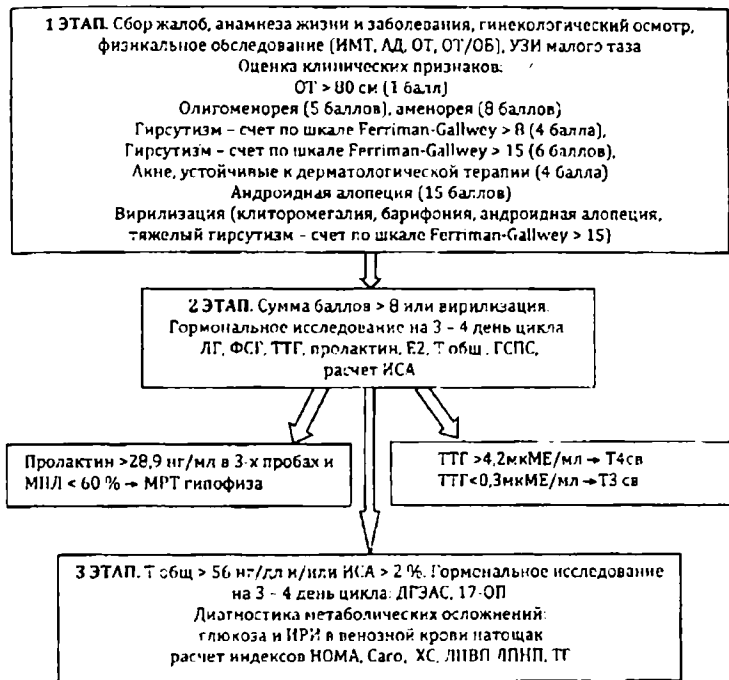 1 ЭТАП. Сбор жалоб, анамнеза жизни и заболевания, гинекологический осмотр,
физикальное обследование (ИМТ, АД, ОТ, ОТ/ОБ), УЗИ малого таза
Оценка клинических признаков:
ОТ > 80 см (1 балл)
Олигоменорея (5 баллов), аменорея (8 баллов)
Гирсутизм – счет по шкале Ferriman-Gallwey > 8 (4 балла),
Гирсутизм – счет по шкале Ferriman-Gallwey > 15 (6 баллов),
Акне, устойчивые к дерматологической терапии (4 балла)
Андроидная алопеция (15 баллов)
Вирилизация (клиторомегалия, барифония, андроидная алопеция,
тяжелый гирсутизм – счет по шкале Ferriman-Gallwey > 15)
2 ЭТАП. Сумма баллов > 8 или вирилизация.
Гормональное исследование на 3 – 4 день цикла
ЛГ, ФСГ, ТТГ, пролактин, Е2, Т общ., ГСПС,
расчет ИСА
Пролактин >28,9 нг/мл в 3-х пробах и
МПЛ < 60 % → МРТ гипофиза
ТТГ >4,2мкМЕ/мл → Т4св
ТТГ<0,3мкМЕ/мл →Т3 св
3 ЭТАП. Т общ > 56 нг/дл и/или ИСА > 2 %. Гормональное исследование
на 3 – 4 день цикла: ДГЭАС, 17-ОП
Диагностика метаболических осложнений:
глюкоза и ИРИ в венозной крови натощак
расчет индексов HOMA, Caro, ХС, ЛПВП ЛПНП, ТГ